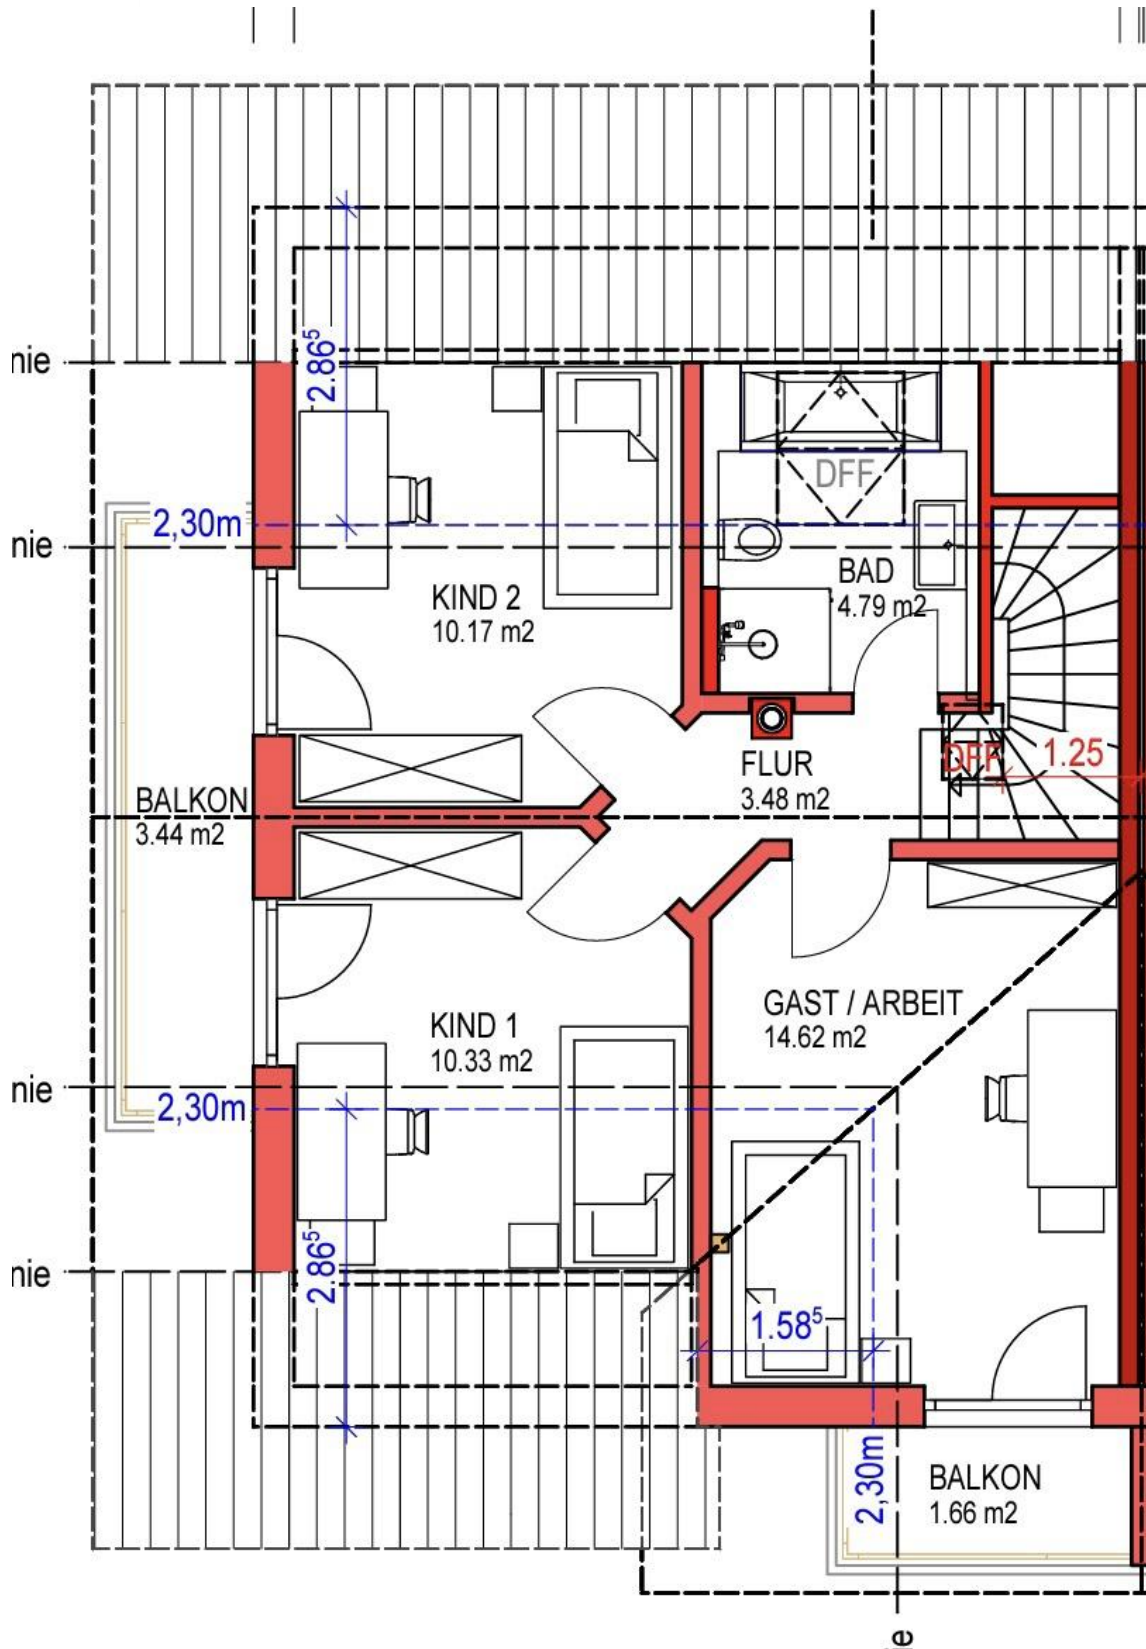 2.86⁵
nie
DFF
2,30m
nie
KIND 2
10.17 m2
BAD
4.79 m2
FLUR
3.48 m2
DFF
1.25
BALKON
3.44 m2
GAST / ARBEIT
14.62 m2
KIND 1
10.33 m2
nie
2,30m
2.86⁵
nie
1.58⁵
2,30m
BALKON
1.66 m2
e